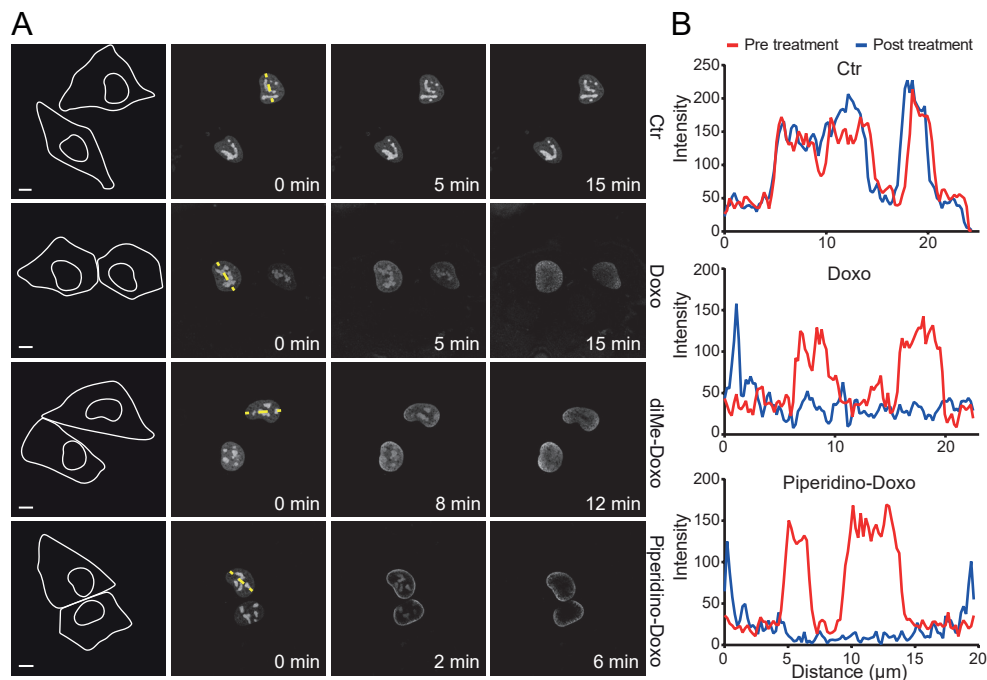 A
0 min
5 min
15 min
Ctr
0 min
5 min
15 min
Doxo
0 min
8 min
12 min
diMe-Doxo
0 min
2 min
6 min
Piperidino-Doxo
B
Pre treatment
Post treatment
Ctr
Intensity
250
200
150
100
50
0
0
10
20
Doxo
Intensity
200
150
100
50
0
0
10
20
Piperidino-Doxo
Intensity
200
150
100
50
0
0
5
10
15
20
Distance (µm)